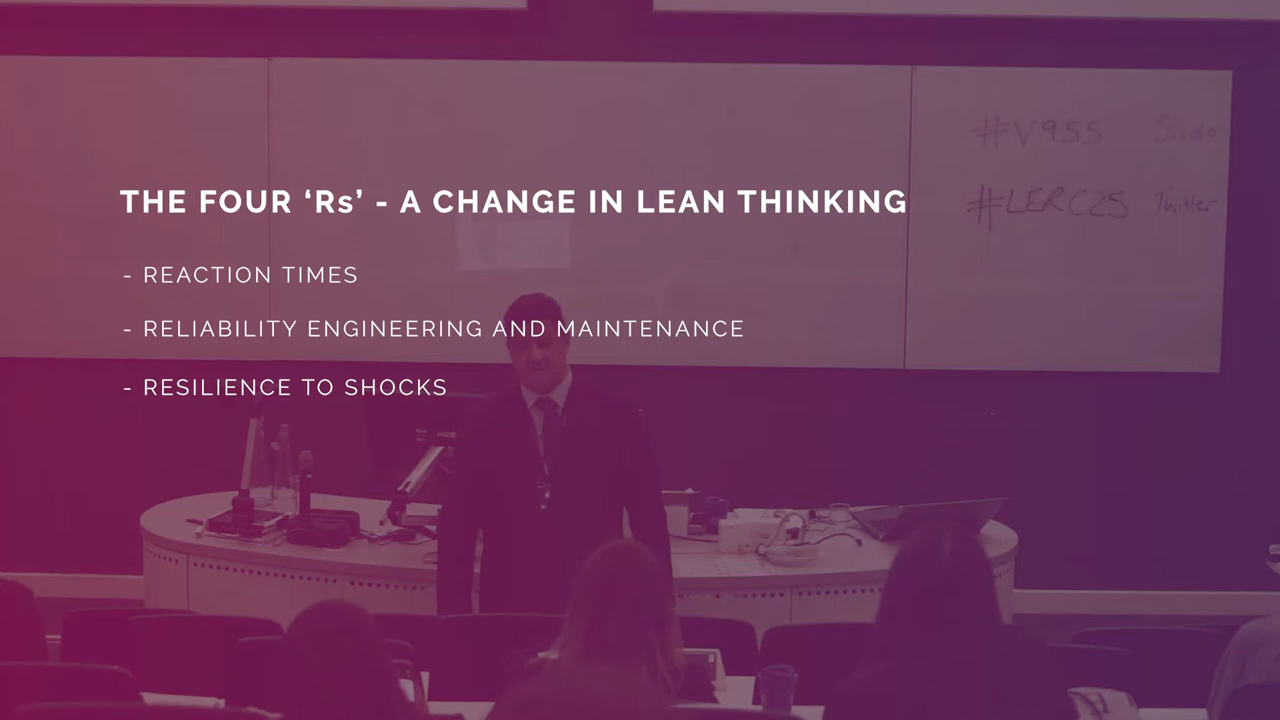 THE FOUR ‘Rs’ - A CHANGE IN LEAN THINKING
- REACTION TIMES
- RELIABILITY ENGINEERING AND MAINTENANCE
- RESILIENCE TO SHOCKS
#V955 Slido
#LERC25 Twitter